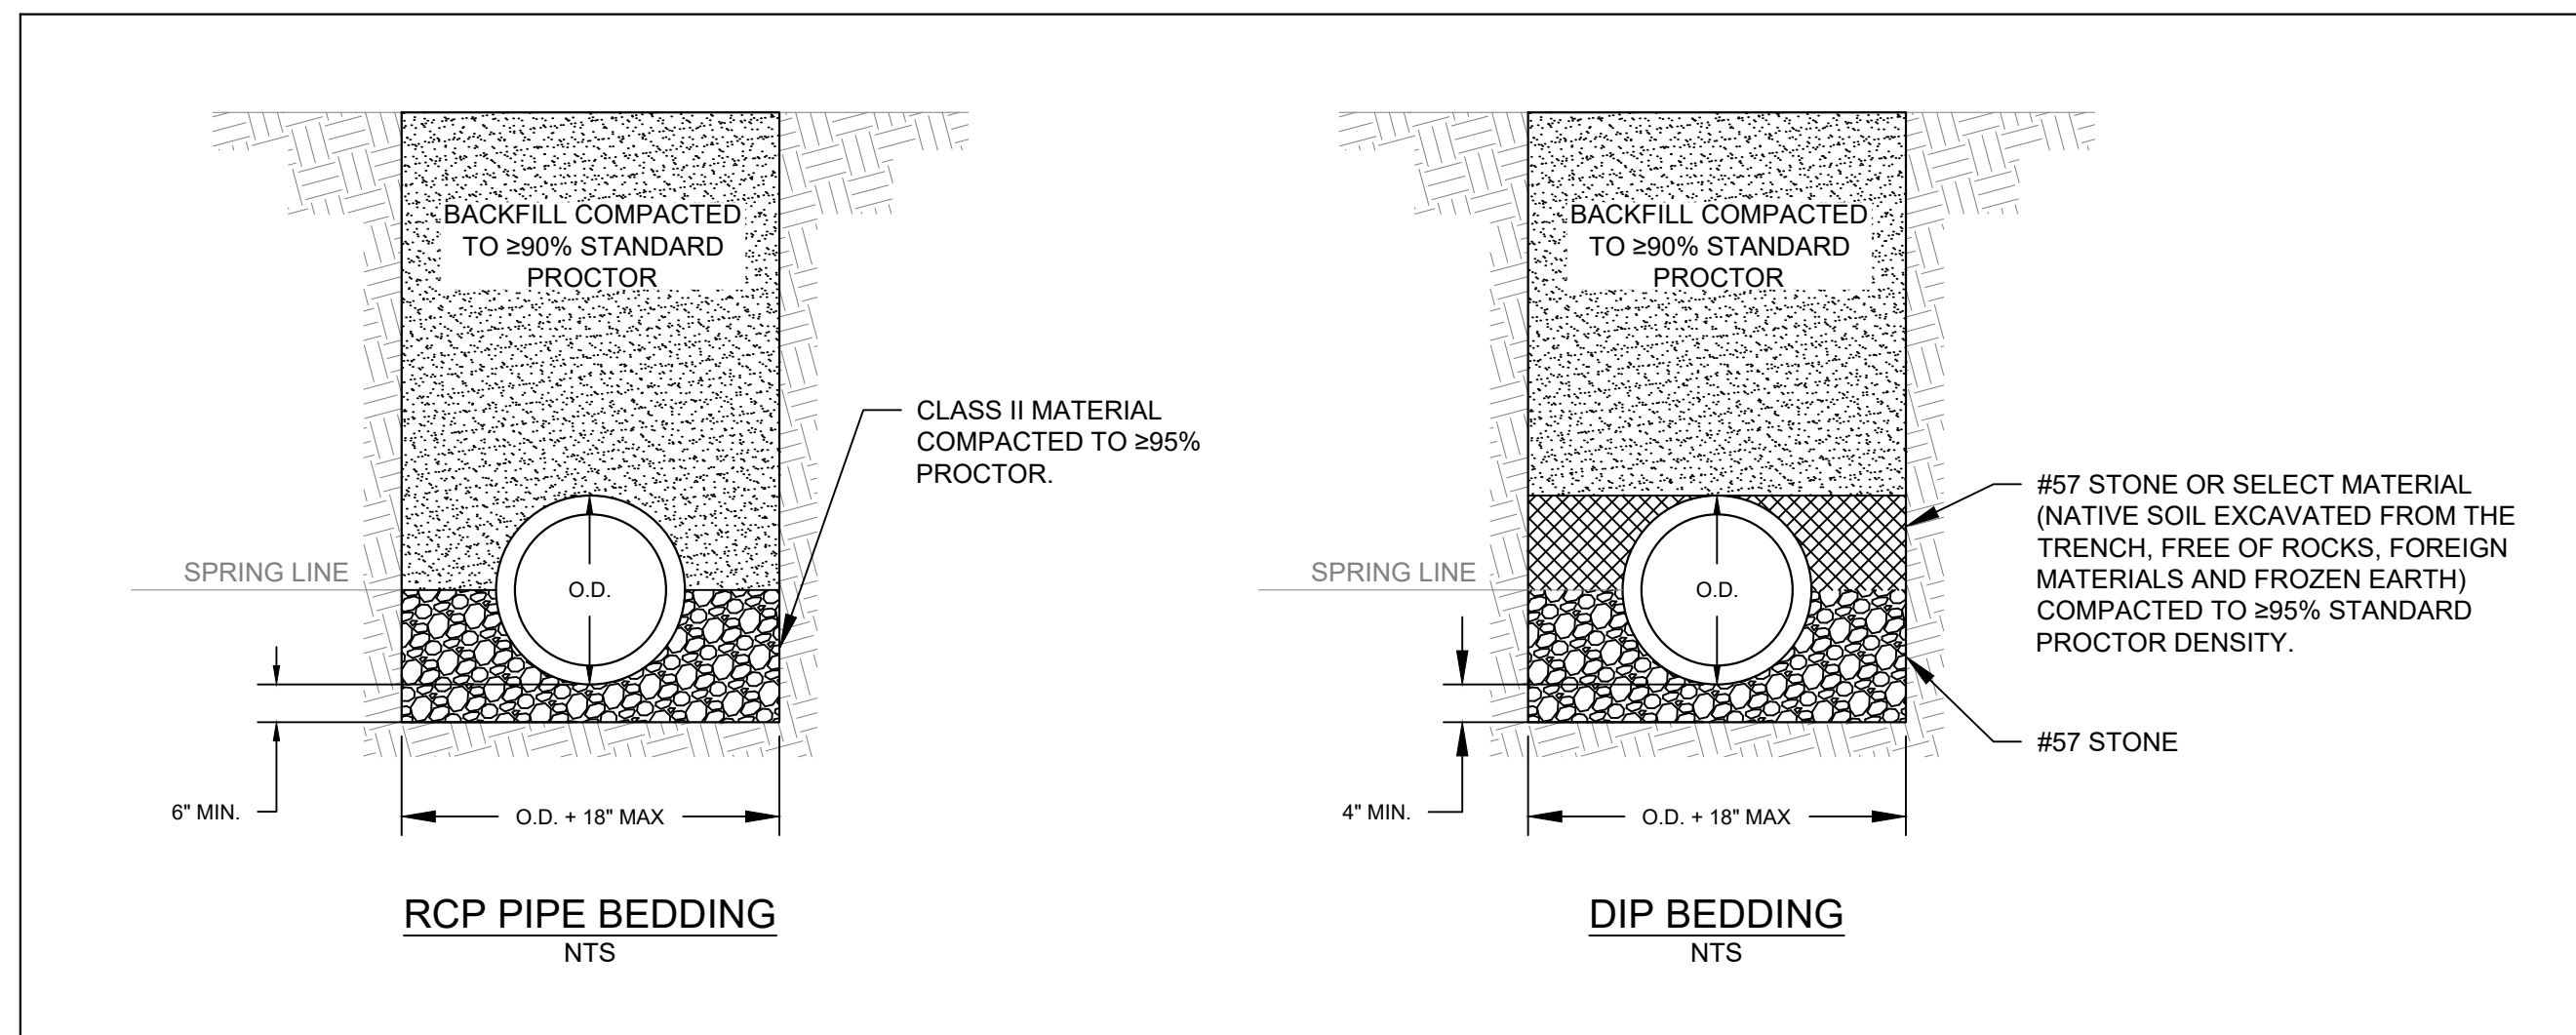 BACKFILL COMPACTED
TO ≥90% STANDARD
PROCTOR
CLASS II MATERIAL
COMPACTED TO ≥95%
PROCTOR.
SPRING LINE
O.D.
6" MIN.
O.D. + 18" MAX
RCP PIPE BEDDING
NTS
BACKFILL COMPACTED
TO ≥90% STANDARD
PROCTOR
#57 STONE OR SELECT MATERIAL
(NATIVE SOIL EXCAVATED FROM THE
TRENCH, FREE OF ROCKS, FOREIGN
MATERIALS AND FROZEN EARTH)
COMPACTED TO ≥95% STANDARD
PROCTOR DENSITY.
SPRING LINE
O.D.
#57 STONE
4" MIN.
O.D. + 18" MAX
DIP BEDDING
NTS